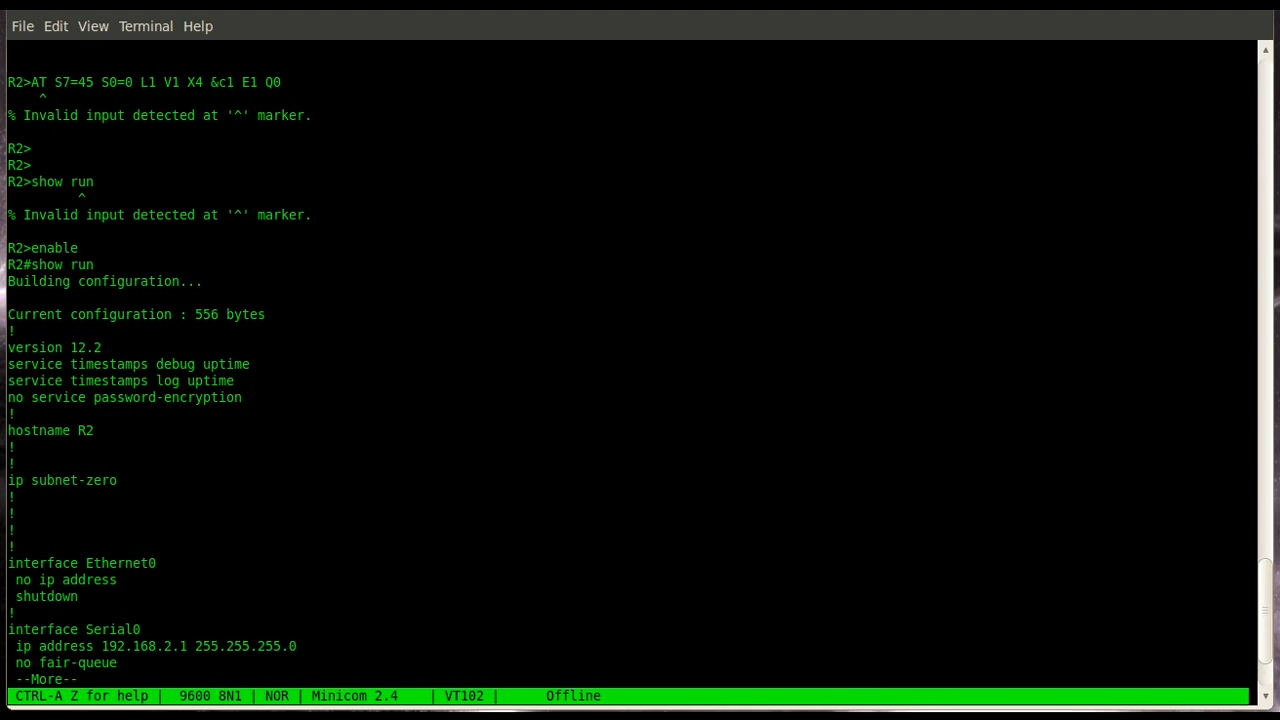 File Edit View Terminal Help
R2>AT S7=45 S0=0 L1 V1 X4 &c1 E1 Q0
^
% Invalid input detected at '^' marker.
R2>
R2>
R2>show run
^
% Invalid input detected at '^' marker.
R2>enable
R2#show run
Building configuration...
Current configuration : 556 bytes
!
version 12.2
service timestamps debug uptime
service timestamps log uptime
no service password-encryption
!
hostname R2
!
!
ip subnet-zero
!
!
!
!
interface Ethernet0
no ip address
shutdown
!
interface Serial0
ip address 192.168.2.1 255.255.255.0
no fair-queue
--More--
CTRL-A Z for help | 9600 8N1 | NOR | Minicom 2.4 | VT102 | Offline